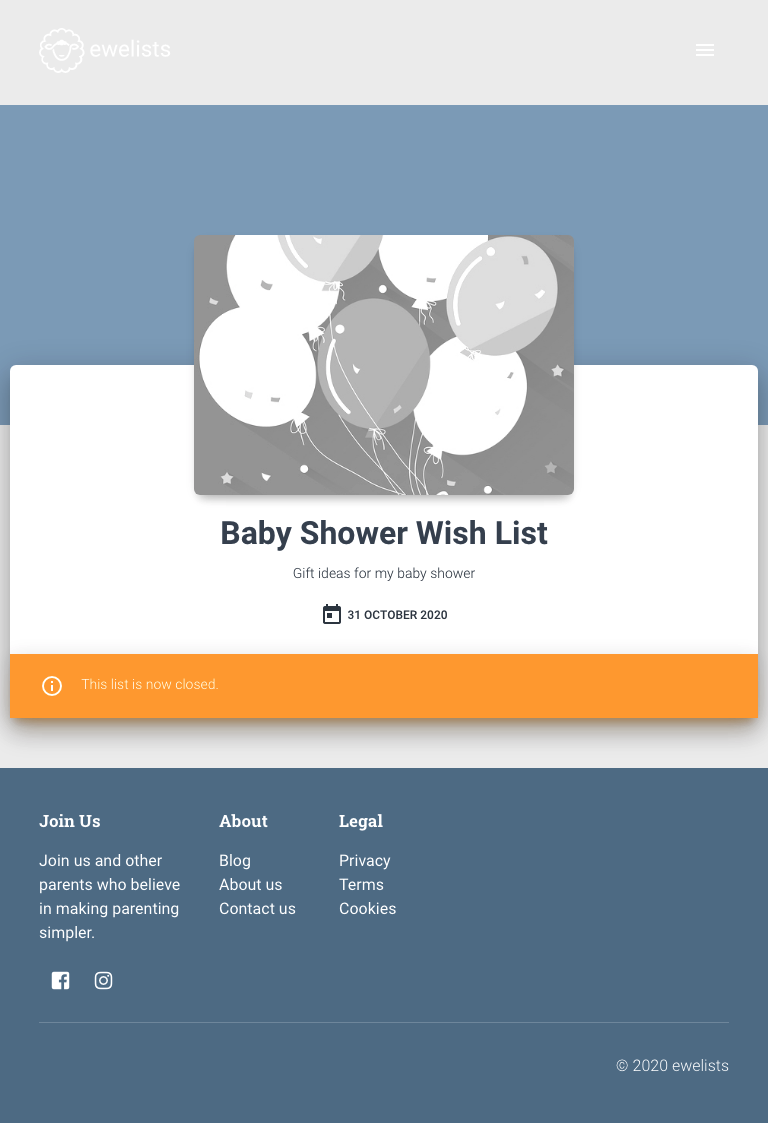 ewelists
Baby Shower Wish List
Gift ideas for my baby shower
31 OCTOBER 2020
This list is now closed.
Join Us
Join us and other
parents who believe
in making parenting
simpler.
About
Blog
About us
Contact us
Legal
Privacy
Terms
Cookies
© 2020 ewelists